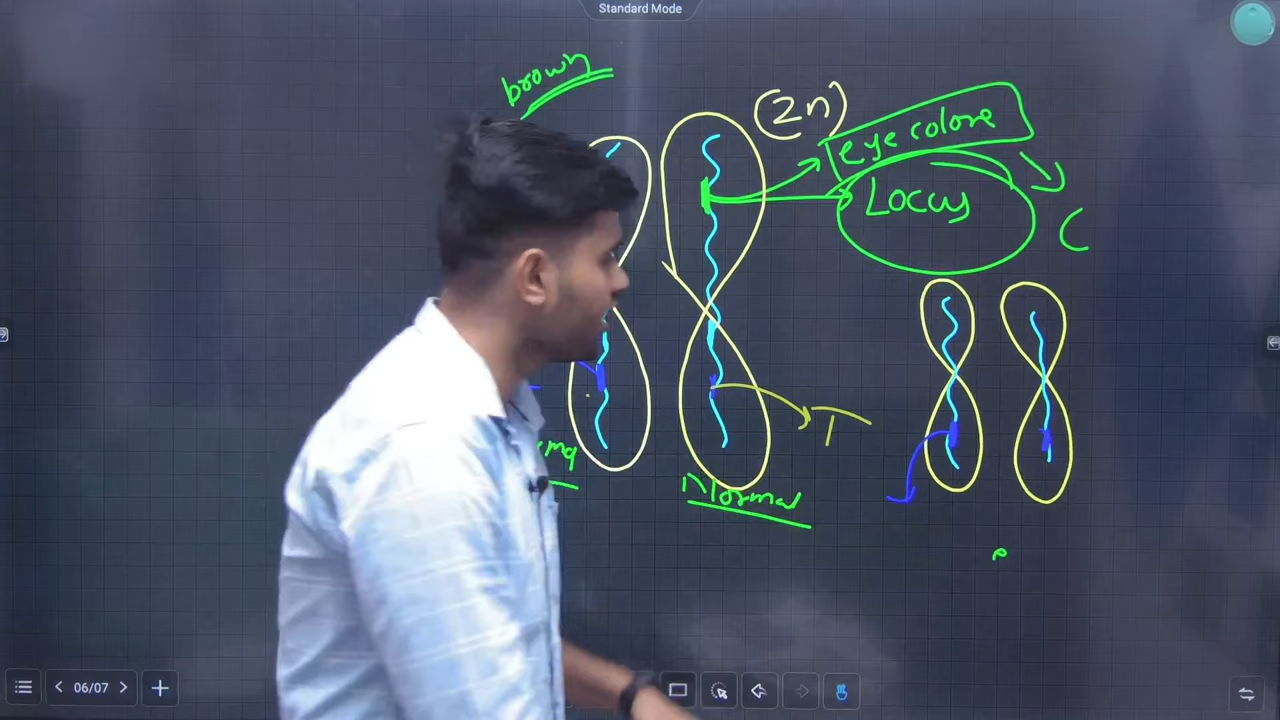 Standard Mode
brown
(2n)
eye colore
Locus
C
T
Normal
06/07